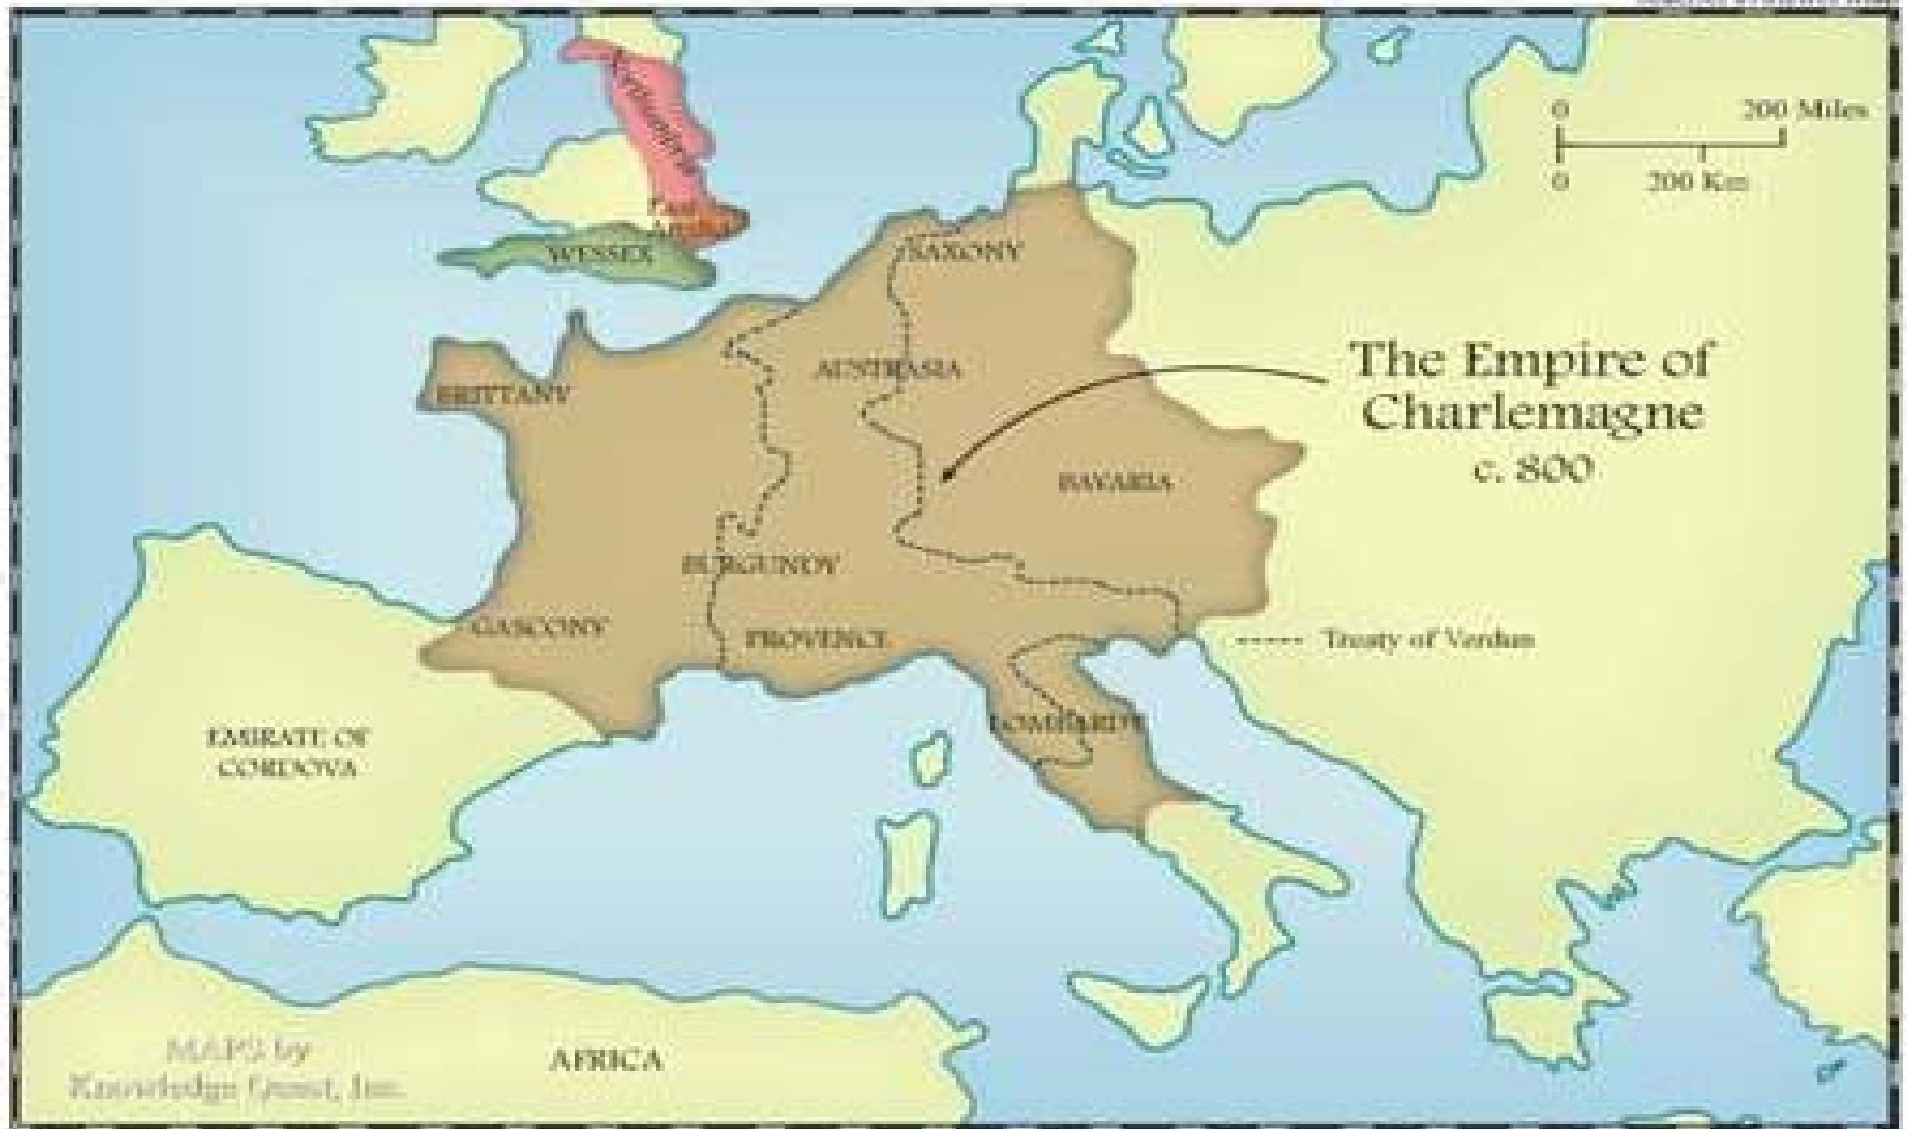 0 200 Miles
0 200 Km
WESSEX
SAXONY
The Empire of
Charlemagne
c. 800
AUSTRASIA
BRITTANY
BAVARIA
BURGUNDY
GASCONY
PROVENCE
Treaty of Verdun
LOMBARDY
EMIRATE OF
CORDOVA
AFRICA
MAPS by
Knowledge Quest, Inc.